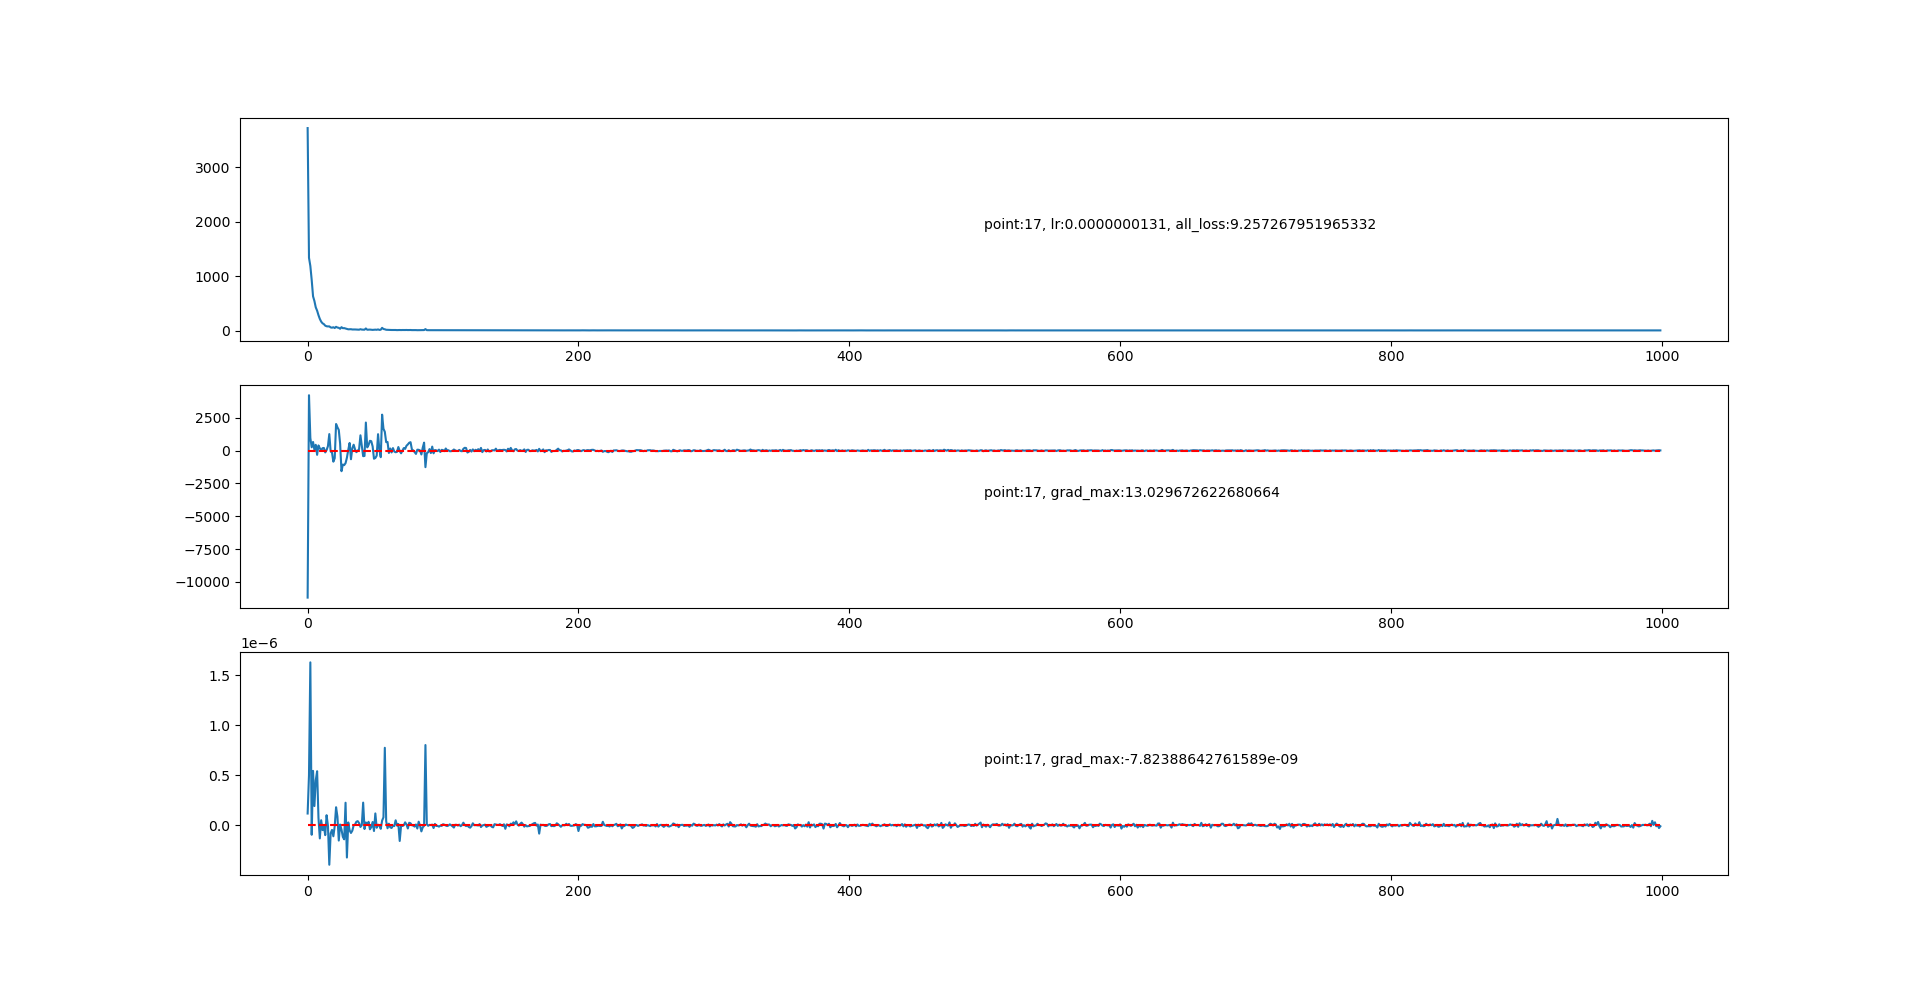 3000
2000
1000
0
point:17, lr:0.0000000131, all_loss:9.257267951965332
0 200 400 600 800 1000
2500
0
−2500
−5000
−7500
−10000
point:17, grad_max:13.029672622680664
0 200 400 600 800 1000
1e−6
1.5
1.0
0.5
0.0
point:17, grad_max:-7.82388642761589e-09
0 200 400 600 800 1000